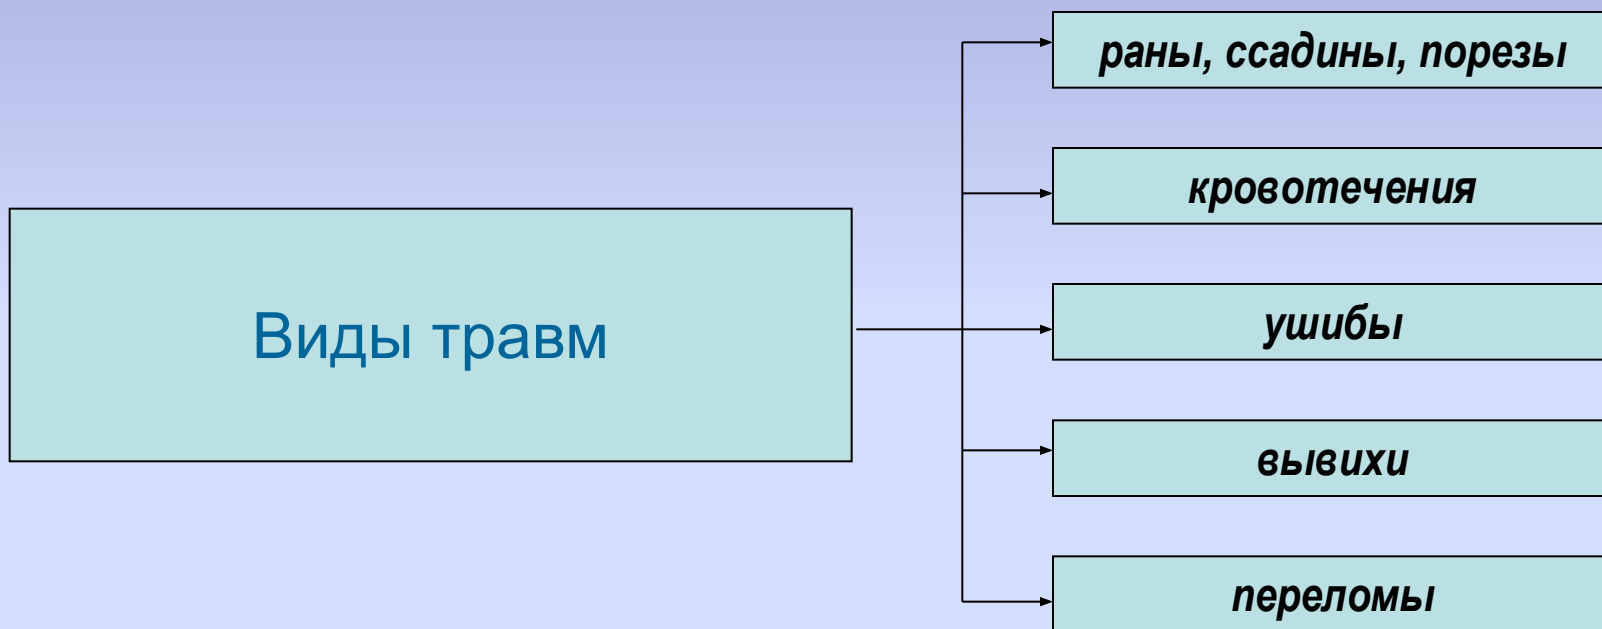 раны, ссадины, порезы
кровотечения
Виды травм
ушибы
вывихи
переломы